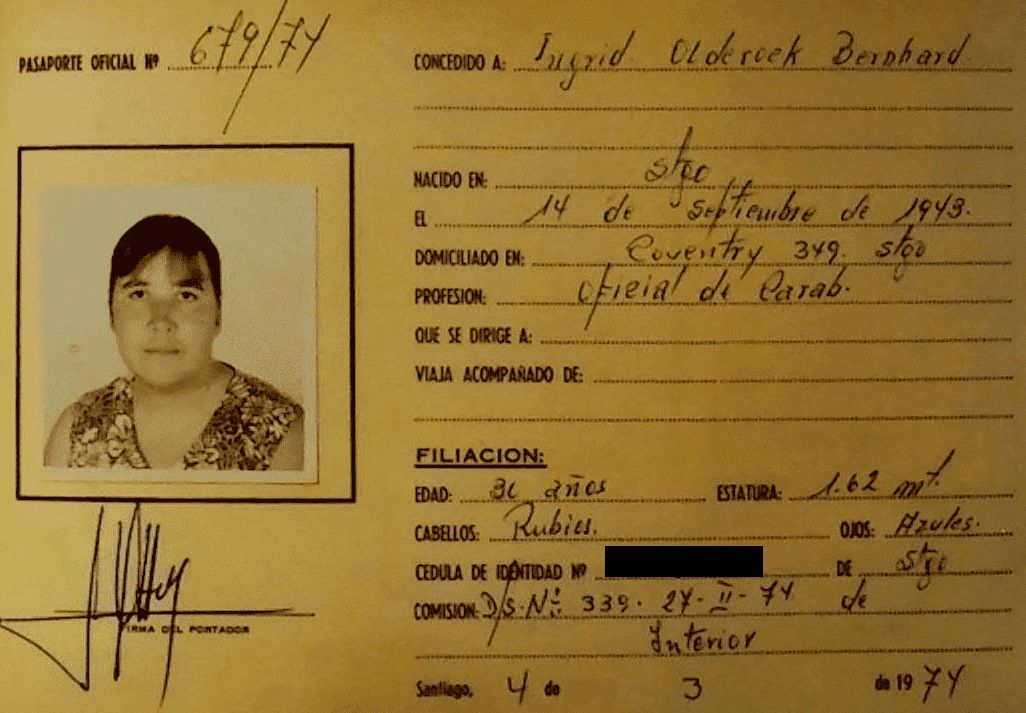 PASAPORTE OFICIAL Nº 679/74
CONCEDIDO A: Ingrid Olderock Bernhard
NACIDO EN: Stgo
EL 14 de Septiembre de 1943.
DOMICILIADO EN: Coventry 349. Stgo
PROFESION: Oficial de Carab.
QUE SE DIRIGE A:
VIAJA ACOMPAÑADO DE:
FILIACION:
EDAD: 30 años ESTATURA: 1.62 mt.
CABELLOS: Rubios. OJOS: Azules.
CEDULA DE IDENTIDAD Nº DE Stgo
COMISION: D/S. Nº: 339. 27-II-74 de
Interior
FIRMA DEL PORTADOR
Santiago, 4 de 3 de 1974